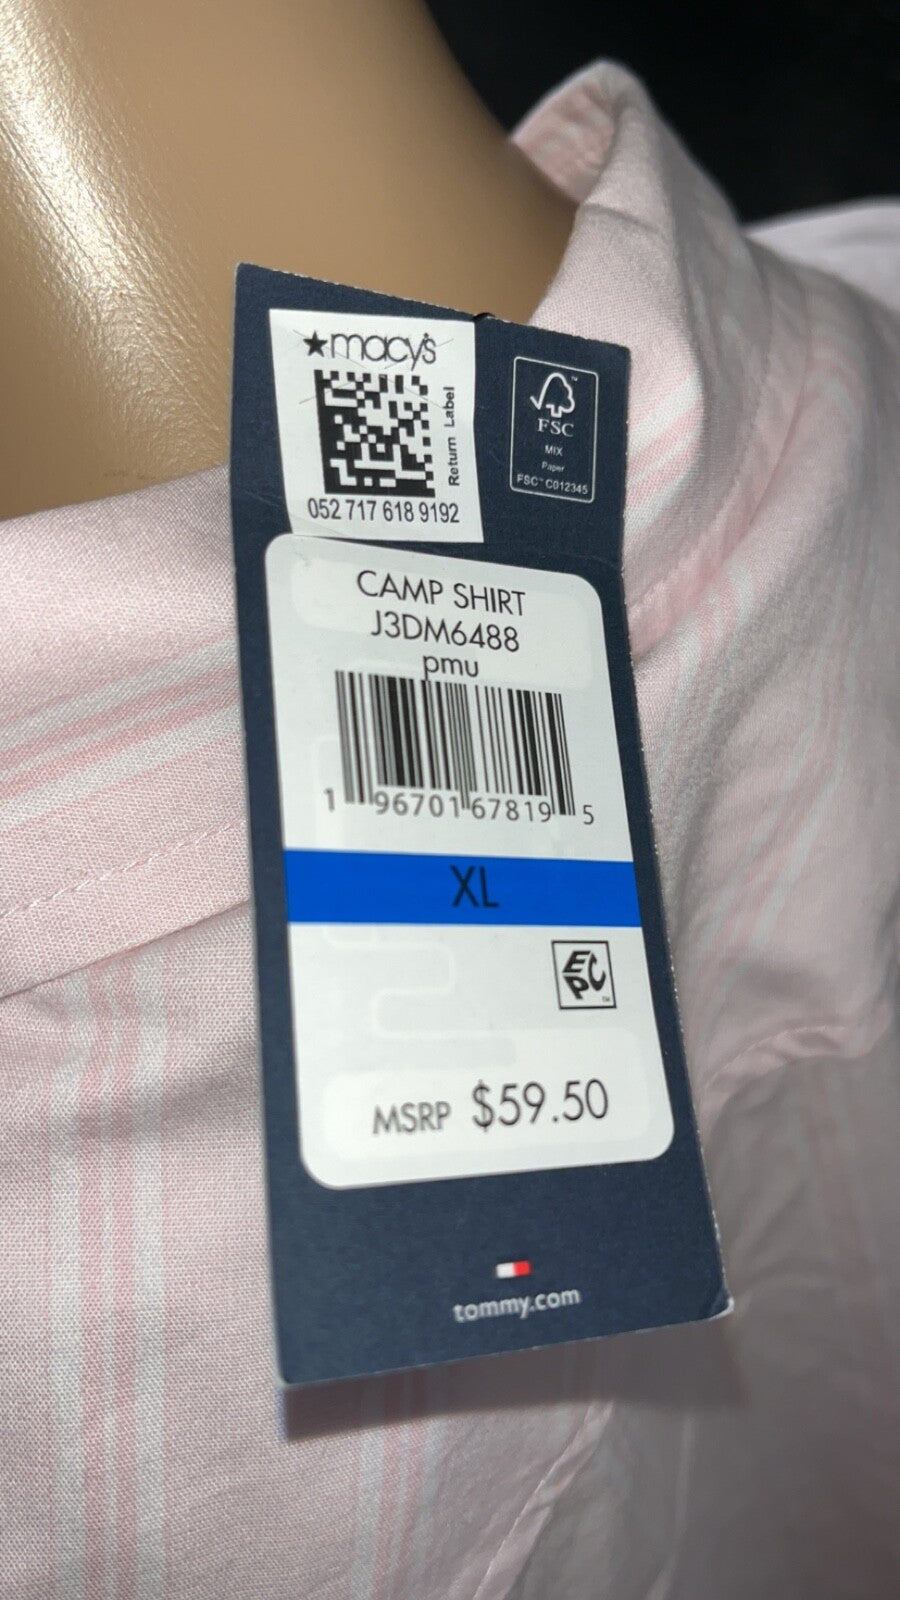 ★macy's
Return Label
052 717 618 9192
FSC
MIX
Paper
FSC™ C012345
CAMP SHIRT
J3DM6488
pmu
1 96701 67819 5
XL
EPC
™
MSRP $59.50
tommy.com